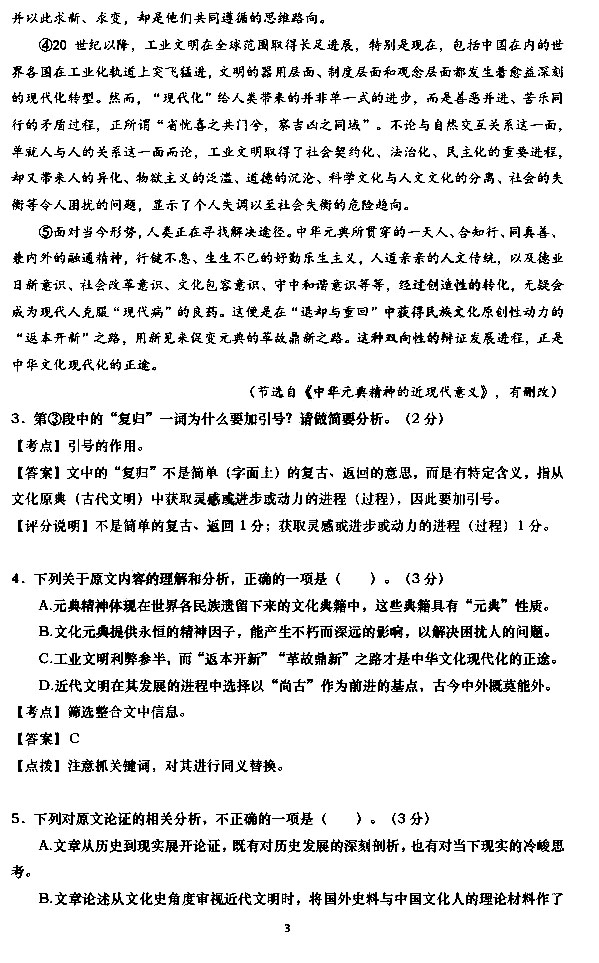 并以此求新、求变，却是他们共同遵循的思维路向。
④20 世纪以降，工业文明在全球范围取得长足进展，特别是现在，包括中国在内的世
界各国在工业化轨道上突飞猛进，文明的器用层面、制度层面和观念层面都发生着愈益深刻
的现代化转型。然而，“现代化”给人类带来的并非单一式的进步，而是善恶并进、苦乐同
行的矛盾过程，正所谓“省忧喜之共门兮，察吉凶之同域”。不论与自然交互关系这一面，
单就人与人的关系这一面而论，工业文明取得了社会契约化、法治化、民主化的重要进程，
却又带来人的异化、物欲主义的泛滥、道德的沉沦、科学文化与人文文化的分离、社会的失
衡等令人困扰的问题，显示了个人失调以至社会失衡的危险趋向。
⑤面对当今形势，人类正在寻找解决途径。中华元典所贯穿的一天人、合知行、同真善、
兼内外的融通精神，行健不息、生生不已的好勤乐生主义，人道亲亲的人文传统，以及德业
日新意识、社会改革意识、文化包容意识、守中和谐意识等等，经过创造性的转化，无疑会
成为现代人克服“现代病”的良药。这便是在“退却与重回”中获得民族文化原创性动力的
“返本开新”之路，用新见来促变元典的革故鼎新之路。这种双向性的辩证发展进程，正是
中华文化现代化的正途。
（节选自《中华元典精神的近现代意义》，有删改）
3．第③段中的“复归”一词为什么要加引号？请做简要分析。（2 分）
【考点】引号的作用。
【答案】文中的“复归”不是简单（字面上）的复古、返回的意思，而是有特定含义，指从
文化原典（古代文明）中获取灵感或进步或动力的进程（过程），因此要加引号。
【评分说明】不是简单的复古、返回 1 分；获取灵感或进步或动力的进程（过程）1 分。
4．下列关于原文内容的理解和分析，正确的一项是（　　）。（3 分）
A.元典精神体现在世界各民族遗留下来的文化典籍中，这些典籍具有“元典”性质。
B.文化元典提供永恒的精神因子，能产生不朽而深远的影响，以解决困扰人的问题。
C.工业文明利弊参半，而“返本开新”“革故鼎新”之路才是中华文化现代化的正途。
D.近代文明在其发展的进程中选择以“尚古”作为前进的基点，古今中外概莫能外。
【考点】筛选整合文中信息。
【答案】C
【点拨】注意抓关键词，对其进行同义替换。
5．下列对原文论证的相关分析，不正确的一项是（　　）。（3 分）
A.文章从历史到现实展开论证，既有对历史发展的深刻剖析，也有对当下现实的冷峻思
考。
B.文章论述从文化史角度审视近代文明时，将国外史料与中国文化人的理论材料作了
3